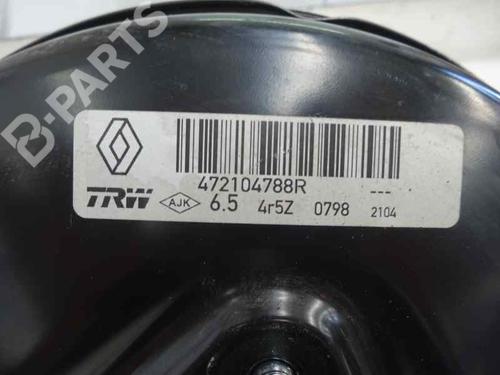 B-PARTS
472104788R ---
TRW AJK 6.5 4r5Z 0798 2104